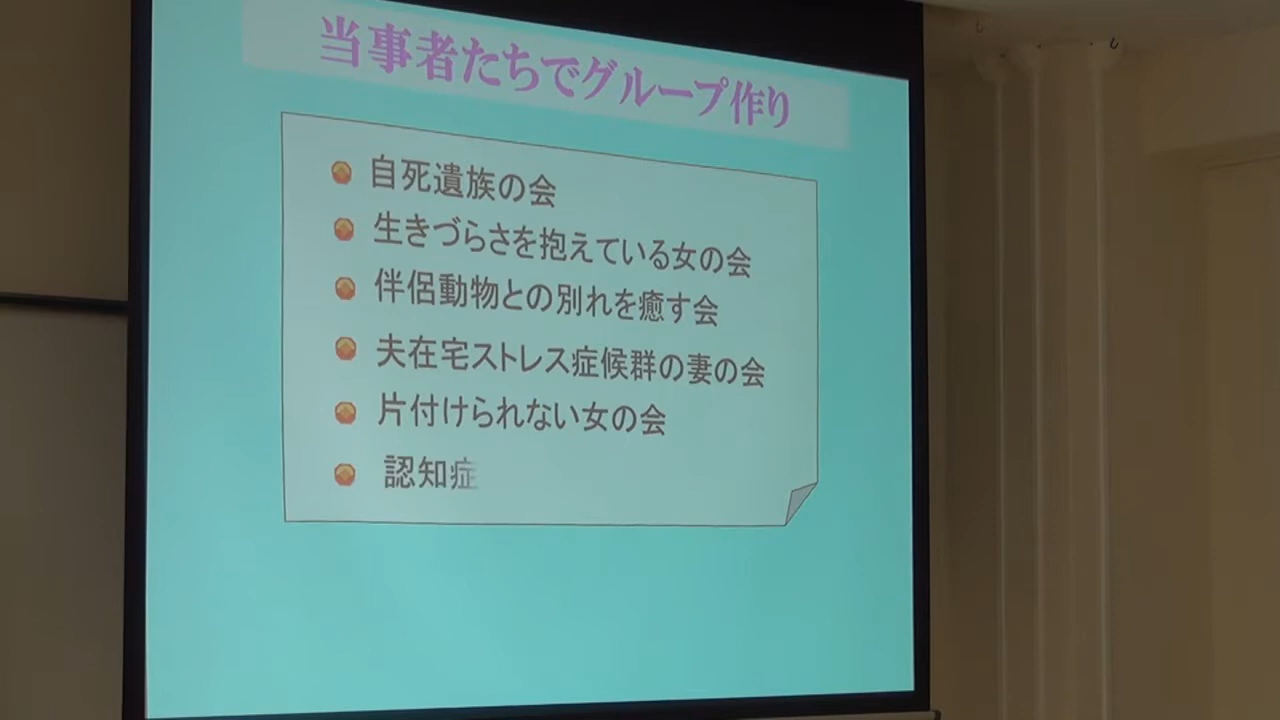 当事者たちでグループ作り
自死遺族の会
生きづらさを抱えている女の会
伴侶動物との別れを癒す会
夫在宅ストレス症候群の妻の会
片付けられない女の会
認知症